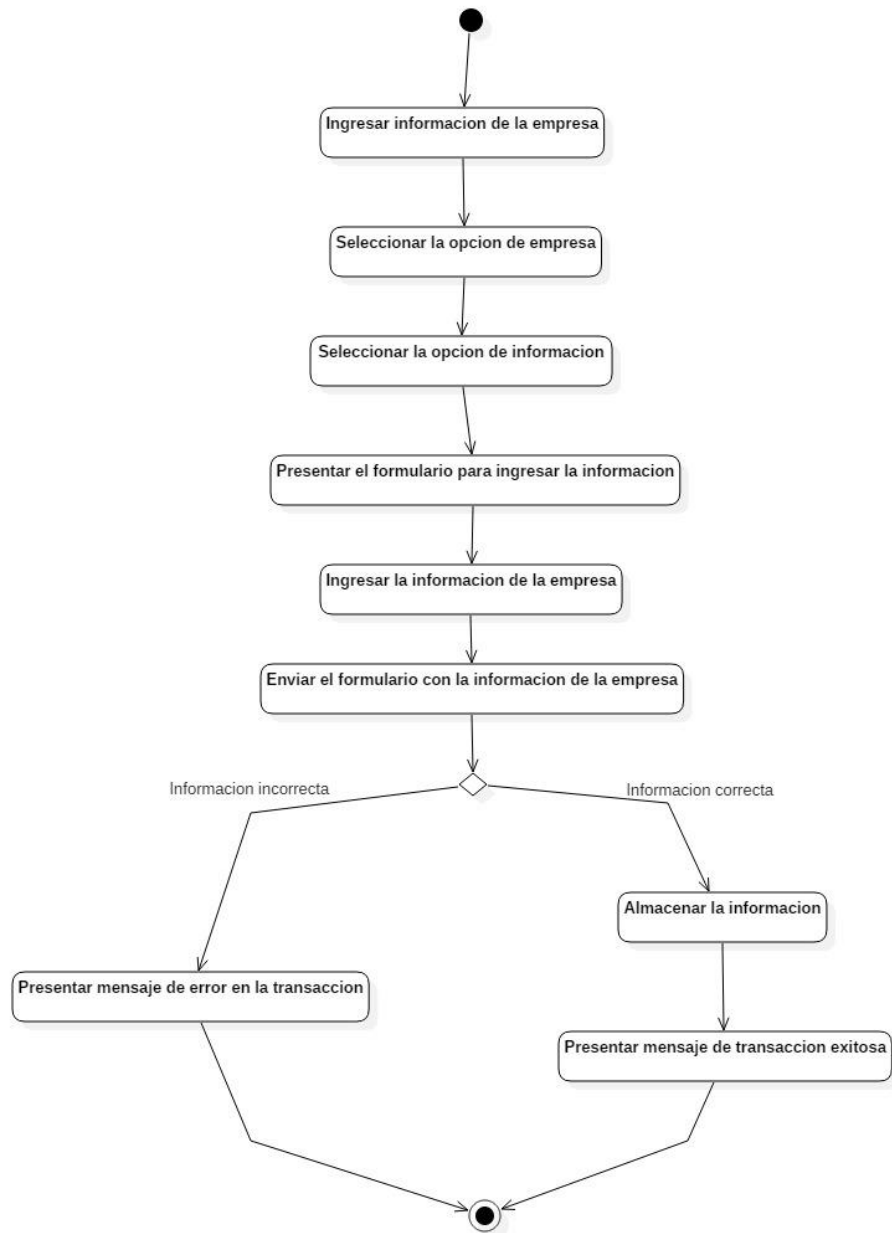 Ingresar informacion de la empresa
Seleccionar la opcion de empresa
Seleccionar la opcion de informacion
Presentar el formulario para ingresar la informacion
Ingresar la informacion de la empresa
Enviar el formulario con la informacion de la empresa
Informacion incorrecta
Informacion correcta
Almacenar la informacion
Presentar mensaje de error en la transaccion
Presentar mensaje de transaccion exitosa